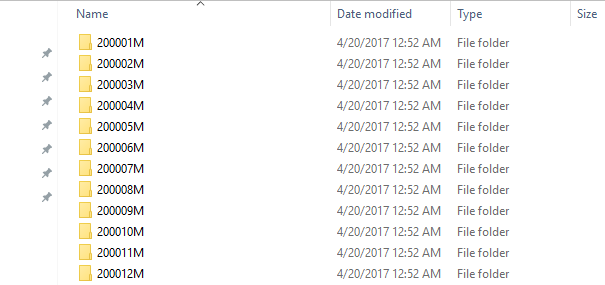 Name Date modified Type Size
200001M 4/20/2017 12:52 AM File folder
200002M 4/20/2017 12:52 AM File folder
200003M 4/20/2017 12:52 AM File folder
200004M 4/20/2017 12:52 AM File folder
200005M 4/20/2017 12:52 AM File folder
200006M 4/20/2017 12:52 AM File folder
200007M 4/20/2017 12:52 AM File folder
200008M 4/20/2017 12:52 AM File folder
200009M 4/20/2017 12:52 AM File folder
200010M 4/20/2017 12:52 AM File folder
200011M 4/20/2017 12:52 AM File folder
200012M 4/20/2017 12:52 AM File folder